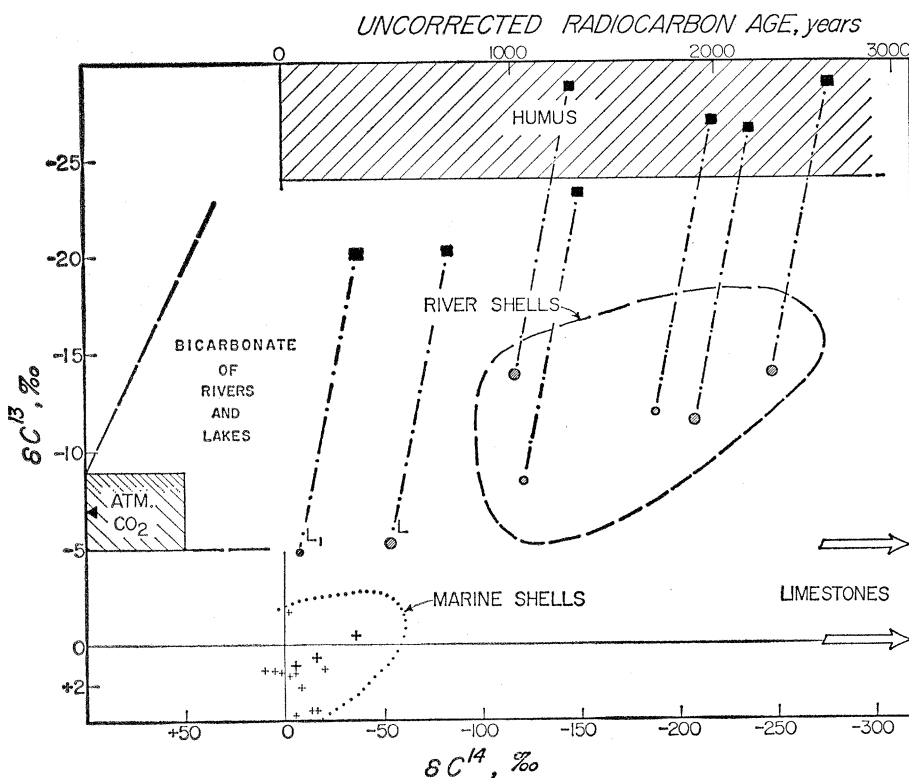 UNCORRECTED RADIOCARBON AGE, years
0 1000 2000 3000
HUMUS
-25
-20
RIVER SHELLS
-15
BICARBONATE
OF
RIVERS
AND
LAKES
δC¹³, ‰
-10
ATM.
CO₂
-5
L₁
L
MARINE SHELLS
LIMESTONES
0
+2
+50 0 -50 -100 -150 -200 -250 -300
δC¹⁴, ‰